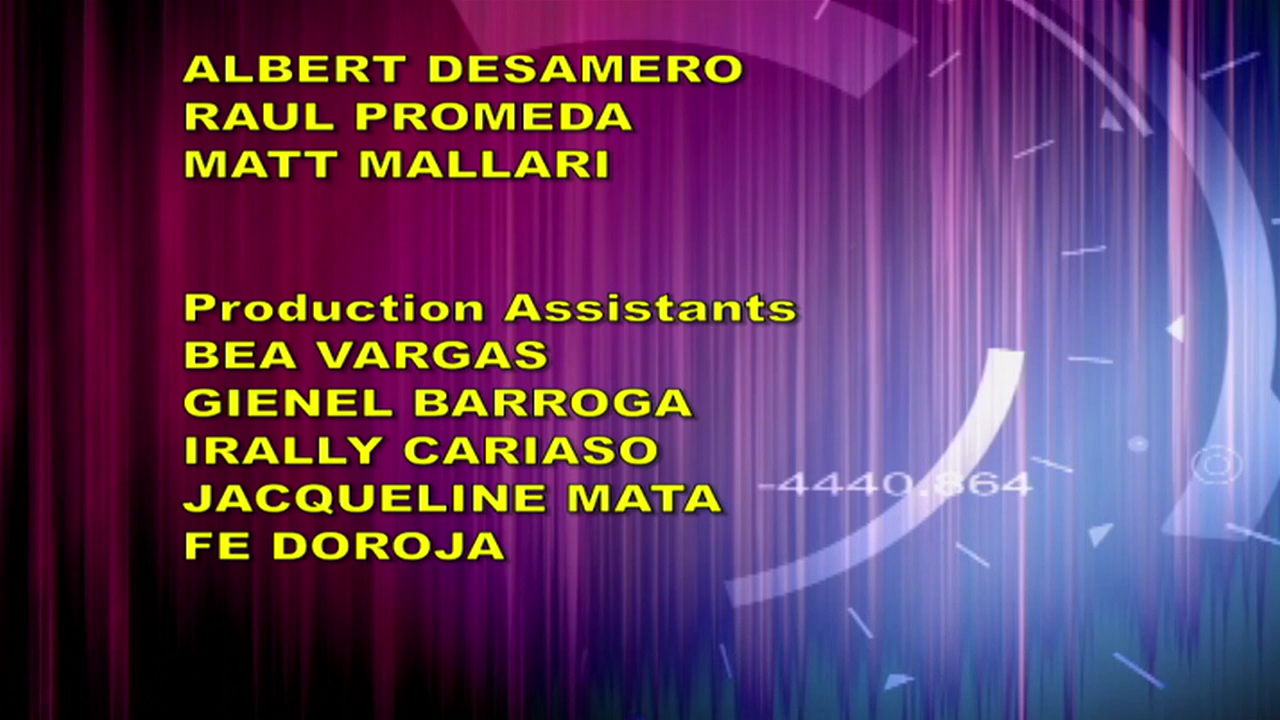 ALBERT DESAMERO
RAUL PROMEDA
MATT MALLARI
Production Assistants
BEA VARGAS
GIENEL BARROGA
IRALLY CARIASO
JACQUELINE MATA
FE DOROJA
-4440.864